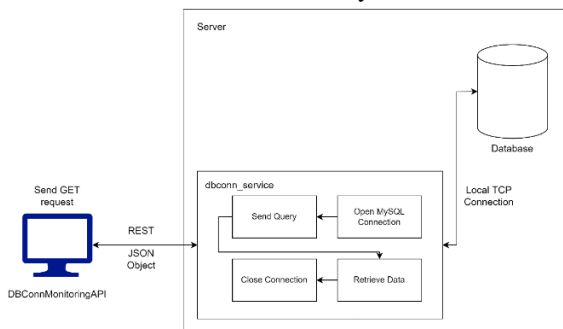 Server
Database
Send GET
request
dbconn_service
Send Query
Open MySQL
Connection
Local TCP
Connection
REST
JSON
Object
Close Connection
Retrieve Data
DBConnMonitoringAPI